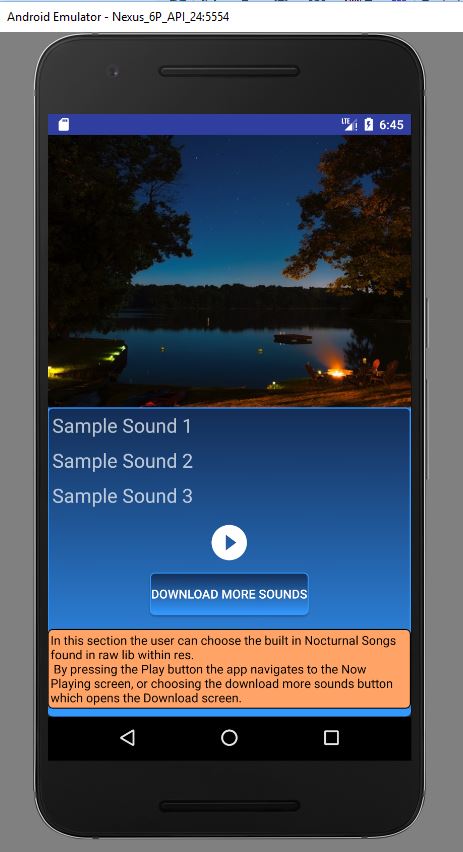 Android Emulator - Nexus_6P_API_24:5554
LTE 6:45
Sample Sound 1
Sample Sound 2
Sample Sound 3
DOWNLOAD MORE SOUNDS
In this section the user can choose the built in Nocturnal Songs
found in raw lib within res.
By pressing the Play button the app navigates to the Now
Playing screen, or choosing the download more sounds button
which opens the Download screen.